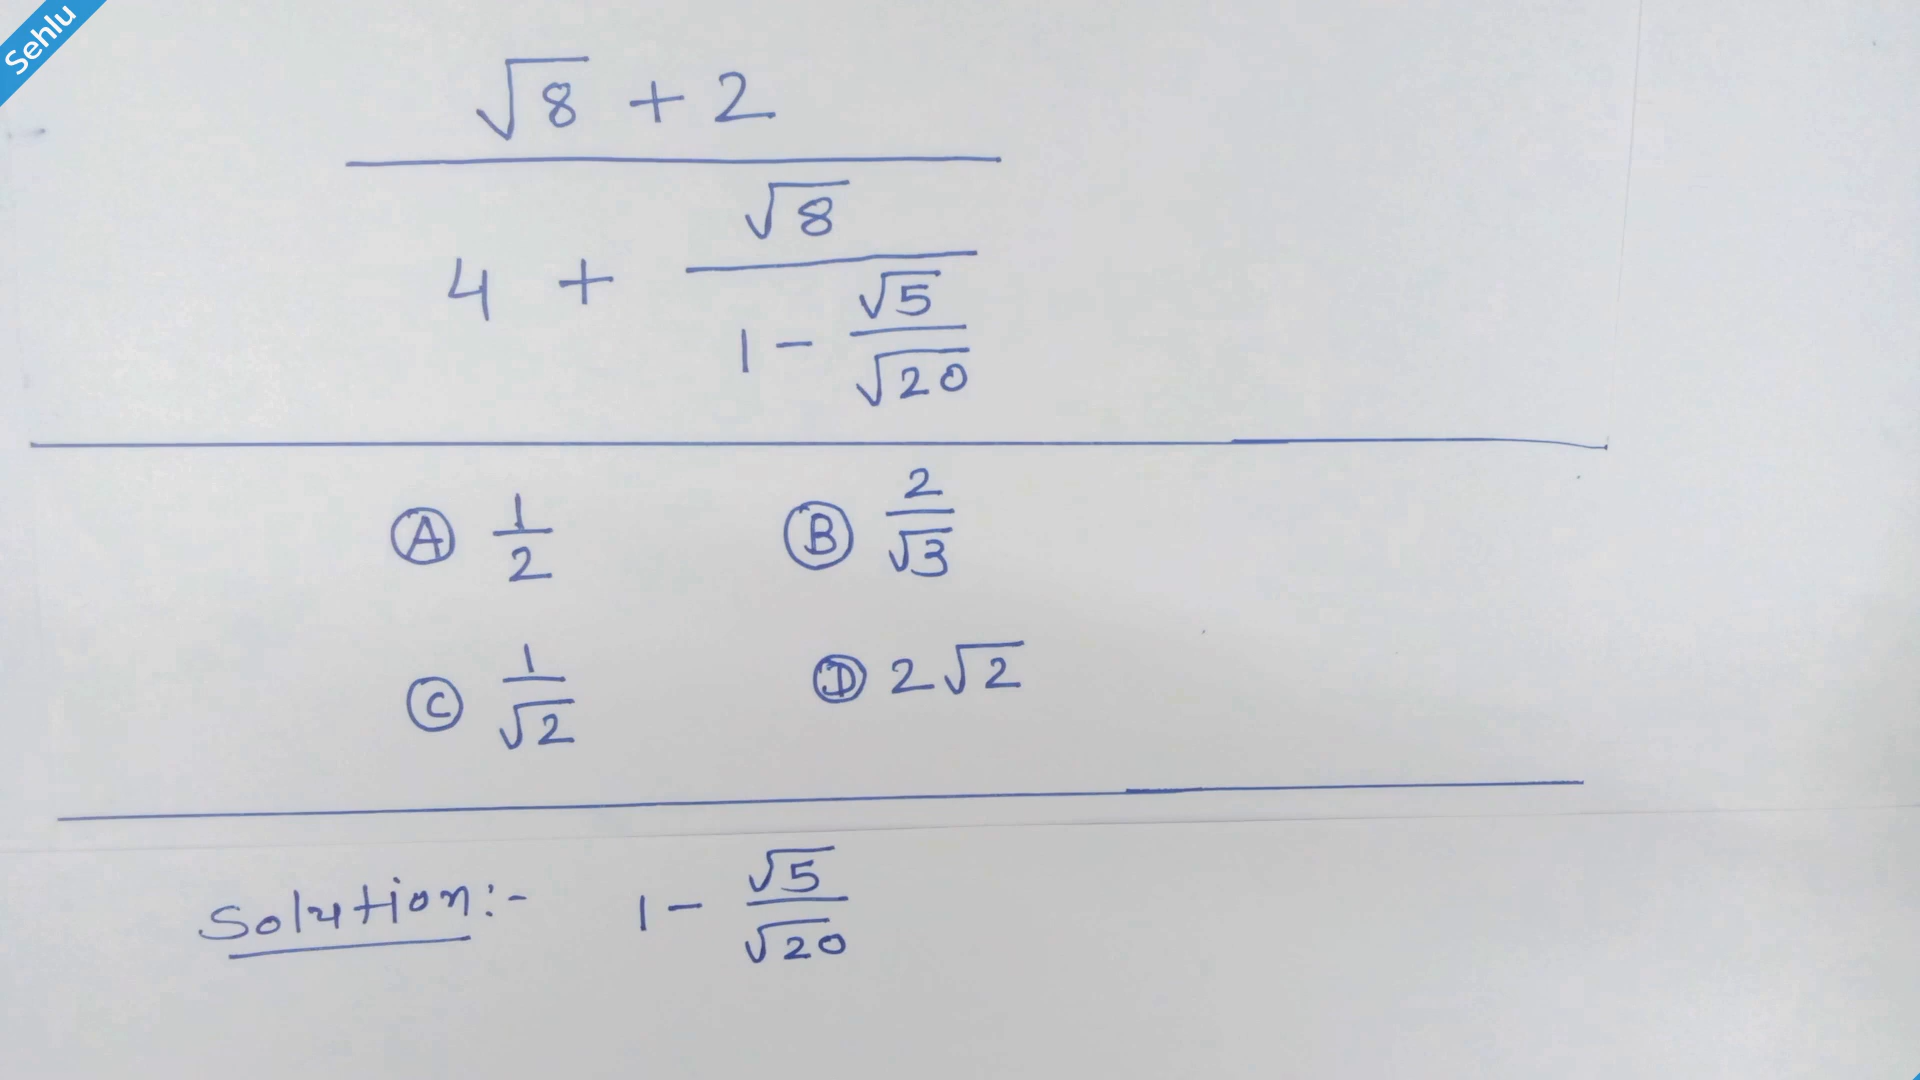 Sehlu
√8 + 2
√8
4 +
1 - √5
√20
Ⓐ 1/2 Ⓑ 2/√3
Ⓒ 1/√2 Ⓓ 2√2
Solution:- 1 - √5/√20